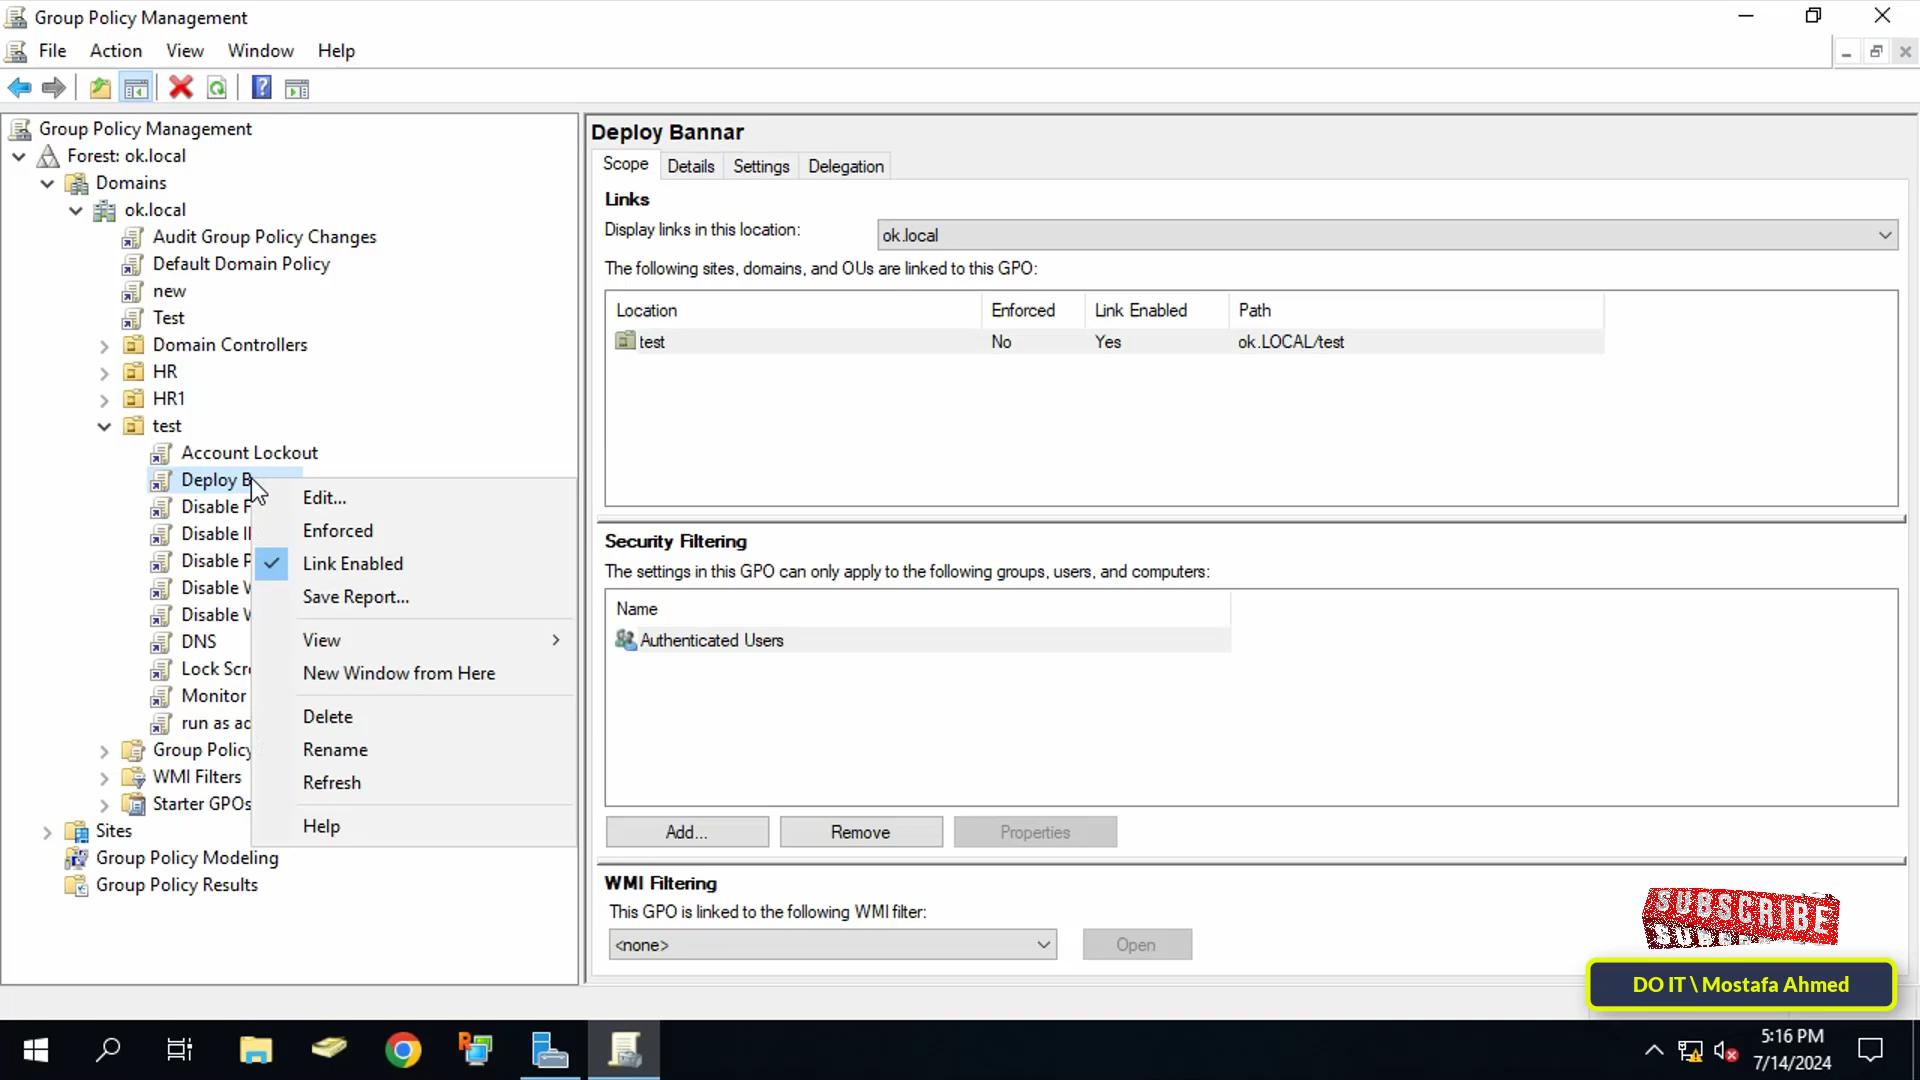 Group Policy Management
File Action View Window Help
Group Policy Management
Forest: ok.local
Domains
ok.local
Audit Group Policy Changes
Default Domain Policy
new
Test
Domain Controllers
HR
HR1
test
Account Lockout
Deploy B
Disable
Disable
Disable
Disable
Disable
DNS
Lock Scr
Monitor
run as ad
Group Policy
WMI Filters
Starter GPOs
Sites
Group Policy Modeling
Group Policy Results
Edit...
Enforced
Link Enabled
Save Report...
View
New Window from Here
Delete
Rename
Refresh
Help
Deploy Bannar
Scope Details Settings Delegation
Links
Display links in this location: ok.local
The following sites, domains, and OUs are linked to this GPO:
Location Enforced Link Enabled Path
test No Yes ok.LOCAL/test
Security Filtering
The settings in this GPO can only apply to the following groups, users, and computers:
Name
Authenticated Users
Add... Remove Properties
WMI Filtering
This GPO is linked to the following WMI filter:
<none> Open
SUBSCRIBE
DO IT \ Mostafa Ahmed
5:16 PM
7/14/2024